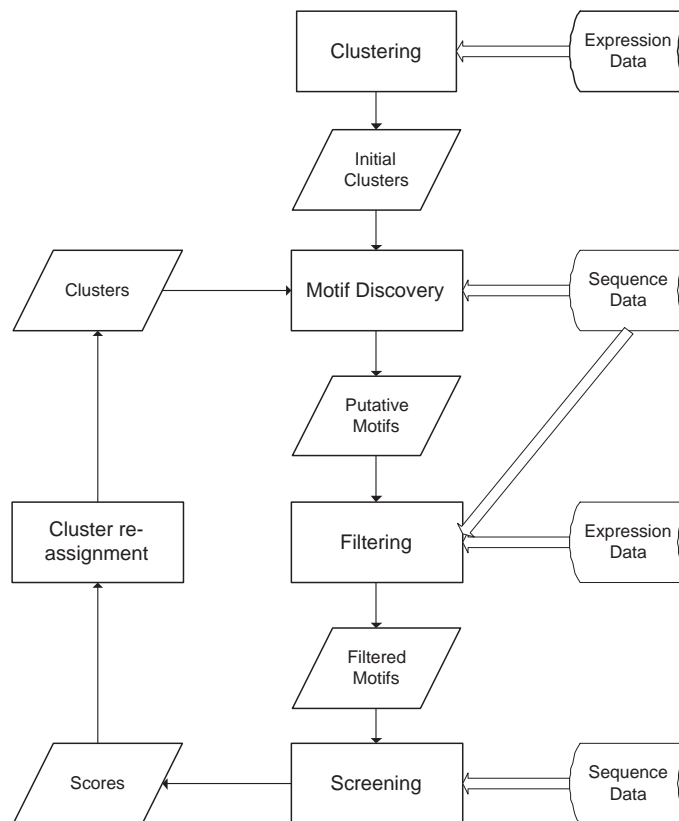 Clustering
Expression
Data
Initial
Clusters
Clusters
Motif Discovery
Sequence
Data
Putative
Motifs
Cluster re-
assignment
Filtering
Expression
Data
Filtered
Motifs
Scores
Screening
Sequence
Data